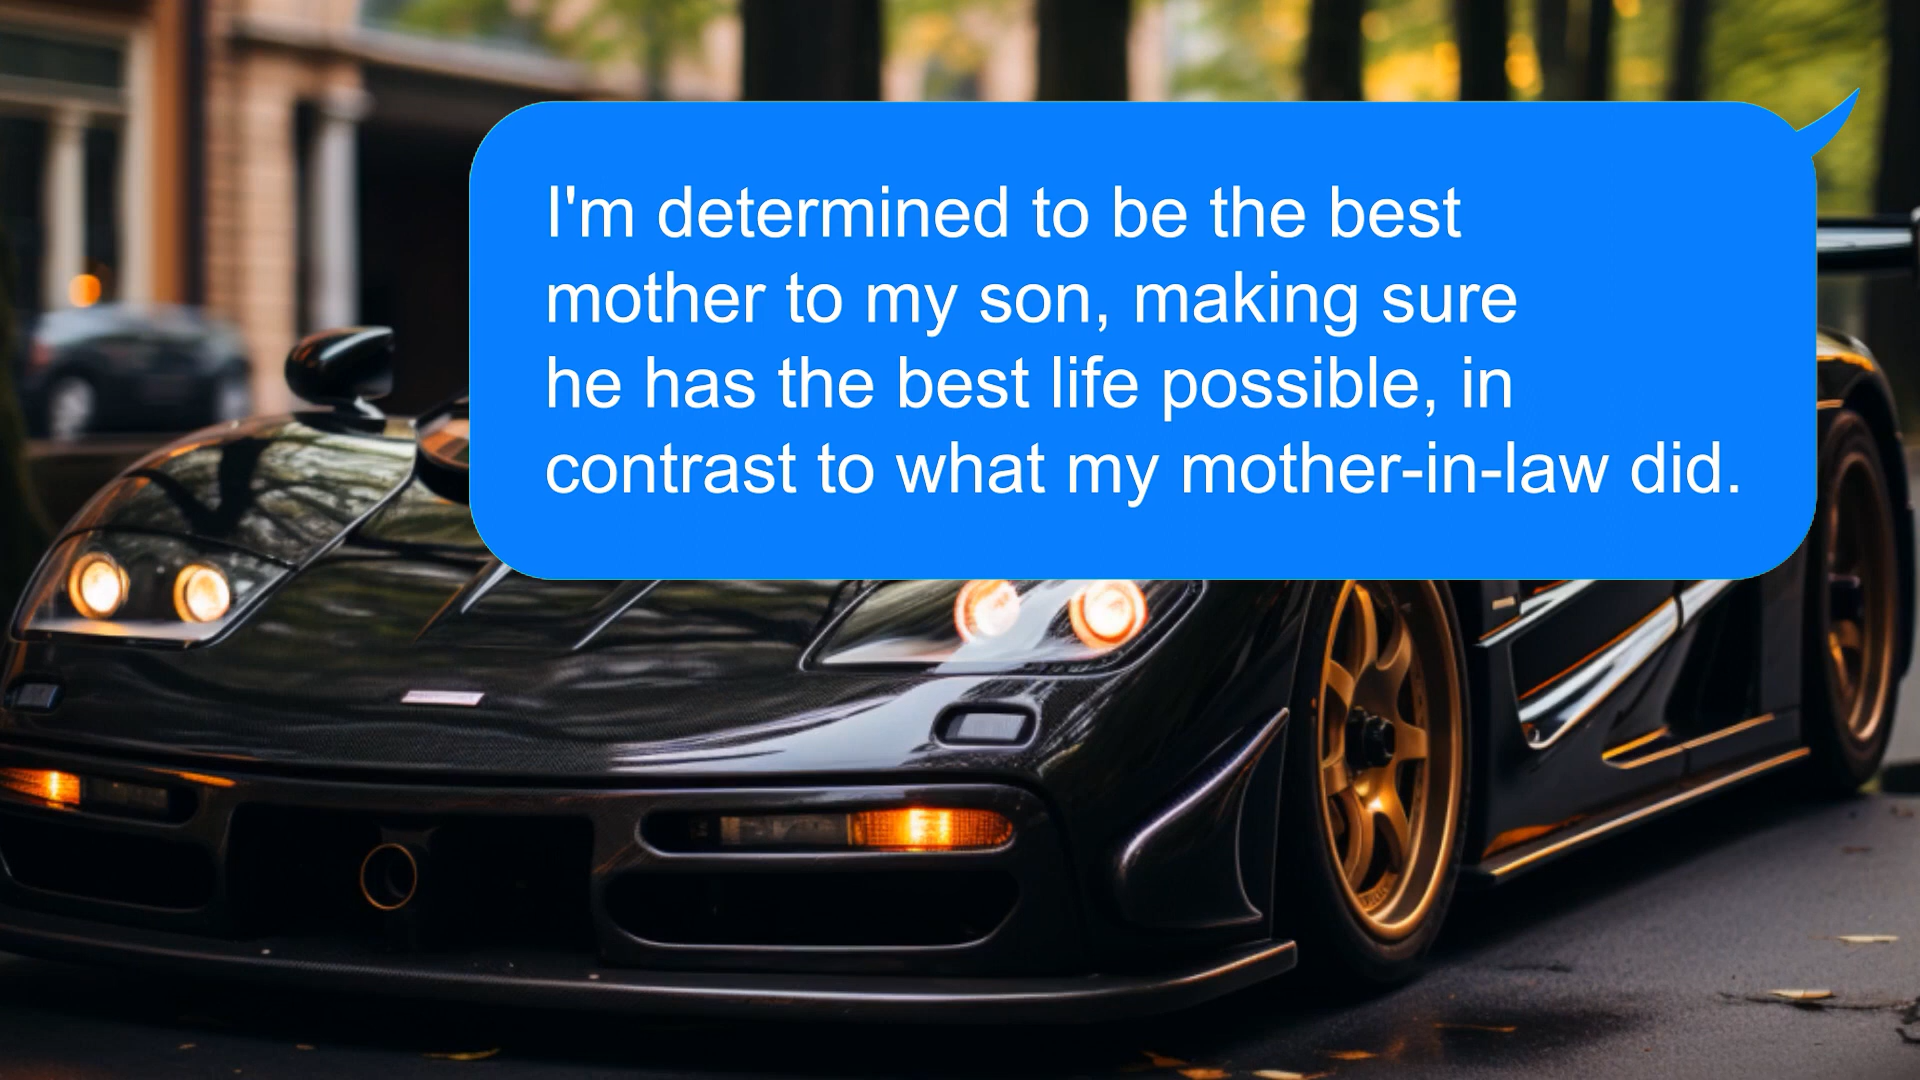 I'm determined to be the best
mother to my son, making sure
he has the best life possible, in
contrast to what my mother-in-law did.